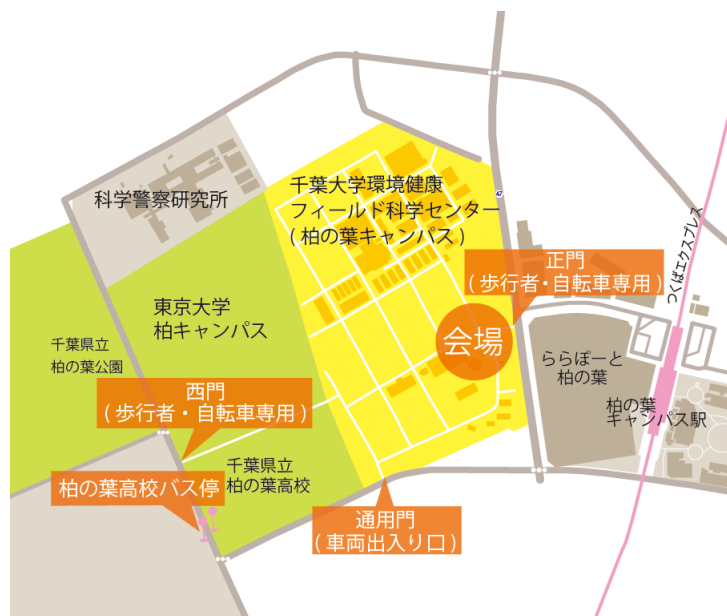 科学警察研究所
千葉大学環境健康
フィールド科学センター
( 柏の葉キャンパス )
47
つくばエクスプレス
正門
( 歩行者・自転車専用 )
東京大学
柏キャンパス
会場
千葉県立
柏の葉公園
ららぽーと
柏の葉
西門
( 歩行者・自転車専用 )
柏の葉
キャンパス駅
千葉県立
柏の葉高校
柏の葉高校バス停
通用門
( 車両出入り口 )